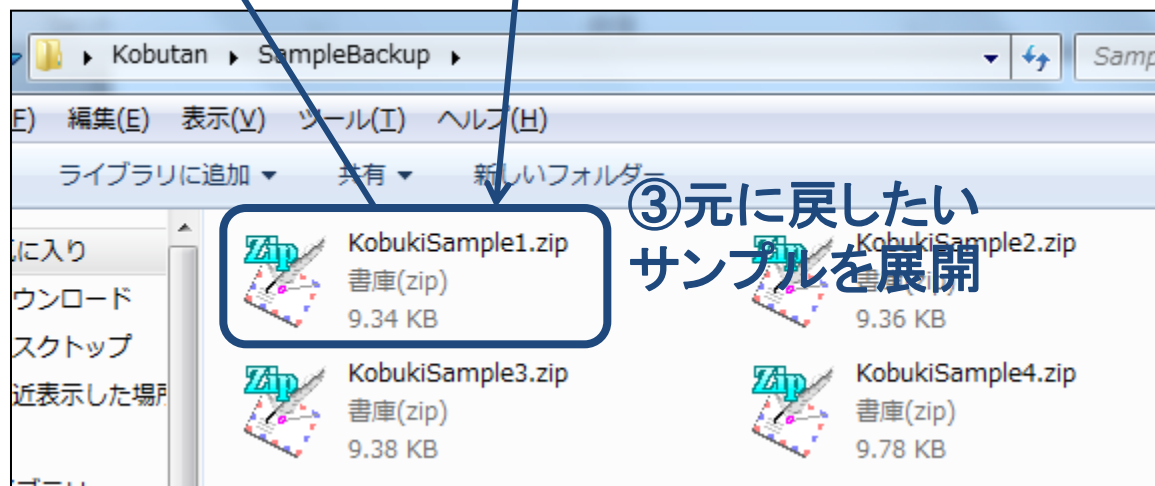 Kobutan SampleBackup
Samp
(F) 編集(E) 表示(V) ツール(T) ヘルプ(H)
ライブラリに追加 共有 新しいフォルダー
③元に戻したい
サンプルを展開
に入り
ウンロード
スクトップ
近表示した場所
KobukiSample1.zip
書庫(zip)
9.34 KB
KobukiSample2.zip
書庫(zip)
9.36 KB
KobukiSample3.zip
書庫(zip)
9.38 KB
KobukiSample4.zip
書庫(zip)
9.78 KB